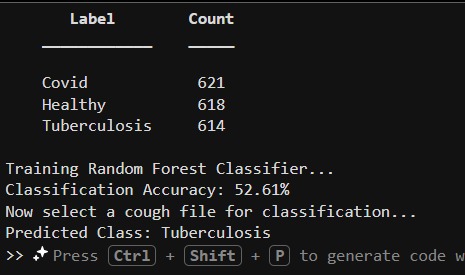 Label Count
Covid 621
Healthy 618
Tuberculosis 614
Training Random Forest Classifier...
Classification Accuracy: 52.61%
Now select a cough file for classification...
Predicted Class: Tuberculosis
>> Press Ctrl + Shift + P to generate code w